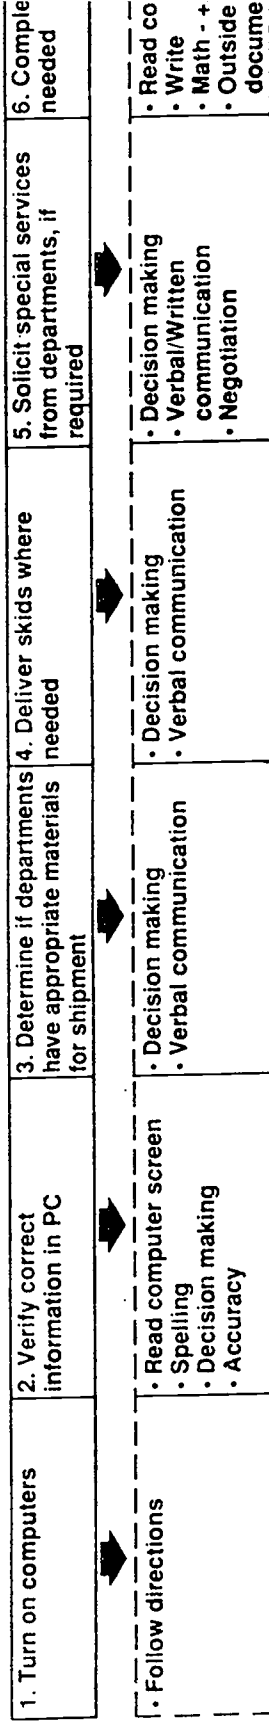 1. Turn on computers
2. Verify correct
information in PC
3. Determine if departments
have appropriate materials
for shipment
4. Deliver skids where
needed
5. Solicit special services
from departments, if
required
6. Comple
needed
• Follow directions
• Read computer screen
• Spelling
• Decision making
• Accuracy
• Decision making
• Verbal communication
• Decision making
• Verbal communication
• Decision making
• Verbal/Written
communication
• Negotiation
• Read co
• Write
• Math - +
• Outside
docume